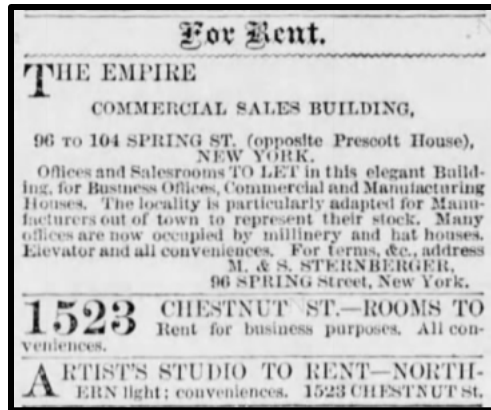 For Rent.
THE EMPIRE
COMMERCIAL SALES BUILDING,
96 TO 104 SPRING ST. (opposite Prescott House),
NEW YORK.
Offices and Salesrooms TO LET in this elegant Build-
ing, for Business Offices, Commercial and Manufacturing
Houses. The locality is particularly adapted for Manu-
facturers out of town to represent their stock. Many
offices are now occupied by millinery and hat houses.
Elevator and all conveniences. For terms, &c., address
M. & S. STERNBERGER,
96 SPRING Street, New York.
1523 CHESTNUT ST.—ROOMS TO
Rent for business purposes. All con-
veniences.
ARTIST'S STUDIO TO RENT—NORTH-
ERN light; conveniences. 1523 CHESTNUT St.